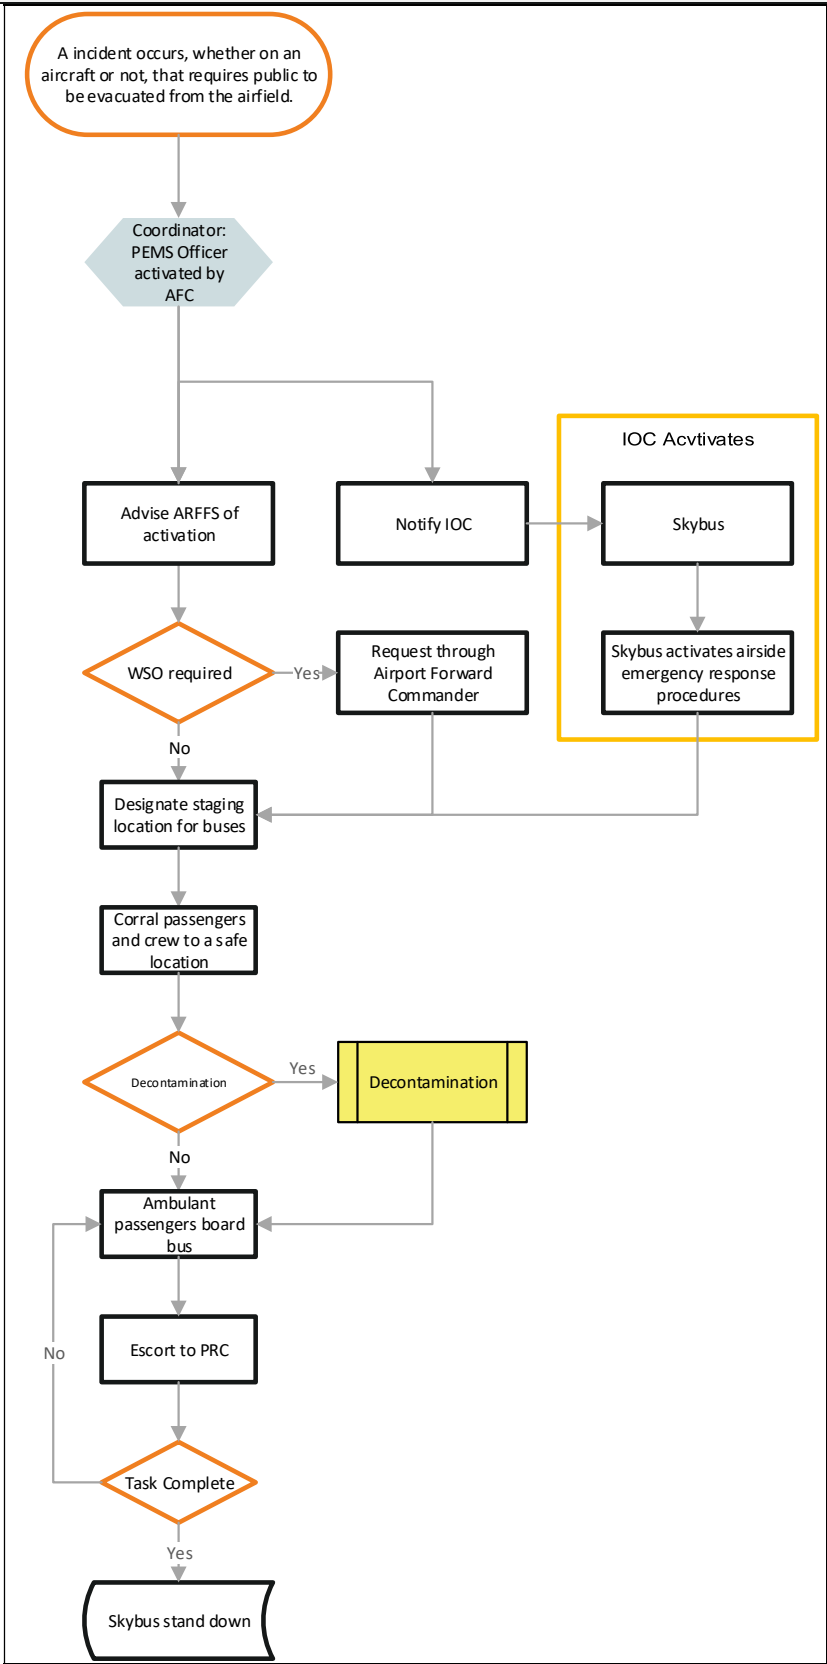 A incident occurs, whether on an
aircraft or not, that requires public to
be evacuated from the airfield.
Coordinator:
PEMS Officer
activated by
AFC
IOC Acvtivates
Advise ARFFS of
activation
Notify IOC
Skybus
WSO required
Yes
Request through
Airport Forward
Commander
Skybus activates airside
emergency response
procedures
No
Designate staging
location for buses
Corral passengers
and crew to a safe
location
Decontamination
Yes
Decontamination
No
Ambulant
passengers board
bus
Escort to PRC
No
Task Complete
Yes
Skybus stand down